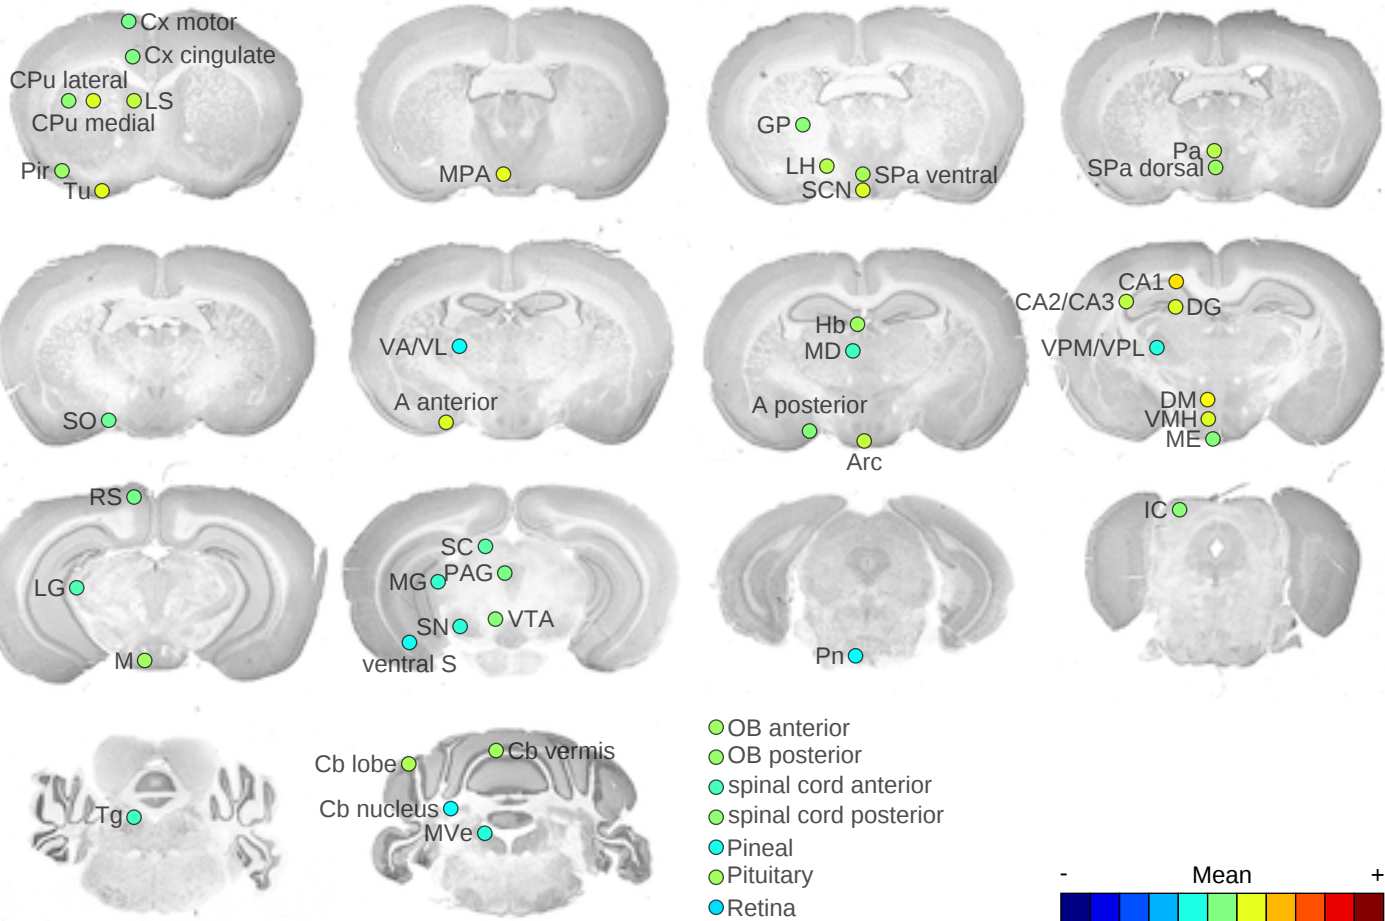 Cx motor
Cx cingulate
CPu lateral
LS
CPu medial
Pir
Tu
MPA
GP
LH
SPa ventral
SCN
Pa
SPa dorsal
SO
VA/VL
A anterior
Hb
MD
A posterior
Arc
CA1
CA2/CA3
DG
VPM/VPL
DM
VMH
ME
RS
LG
M
SC
MG
PAG
SN
VTA
ventral S
Pn
IC
Tg
Cb lobe
Cb vermis
Cb nucleus
MVe
OB anterior
OB posterior
spinal cord anterior
spinal cord posterior
Pineal
Pituitary
Retina
- Mean +